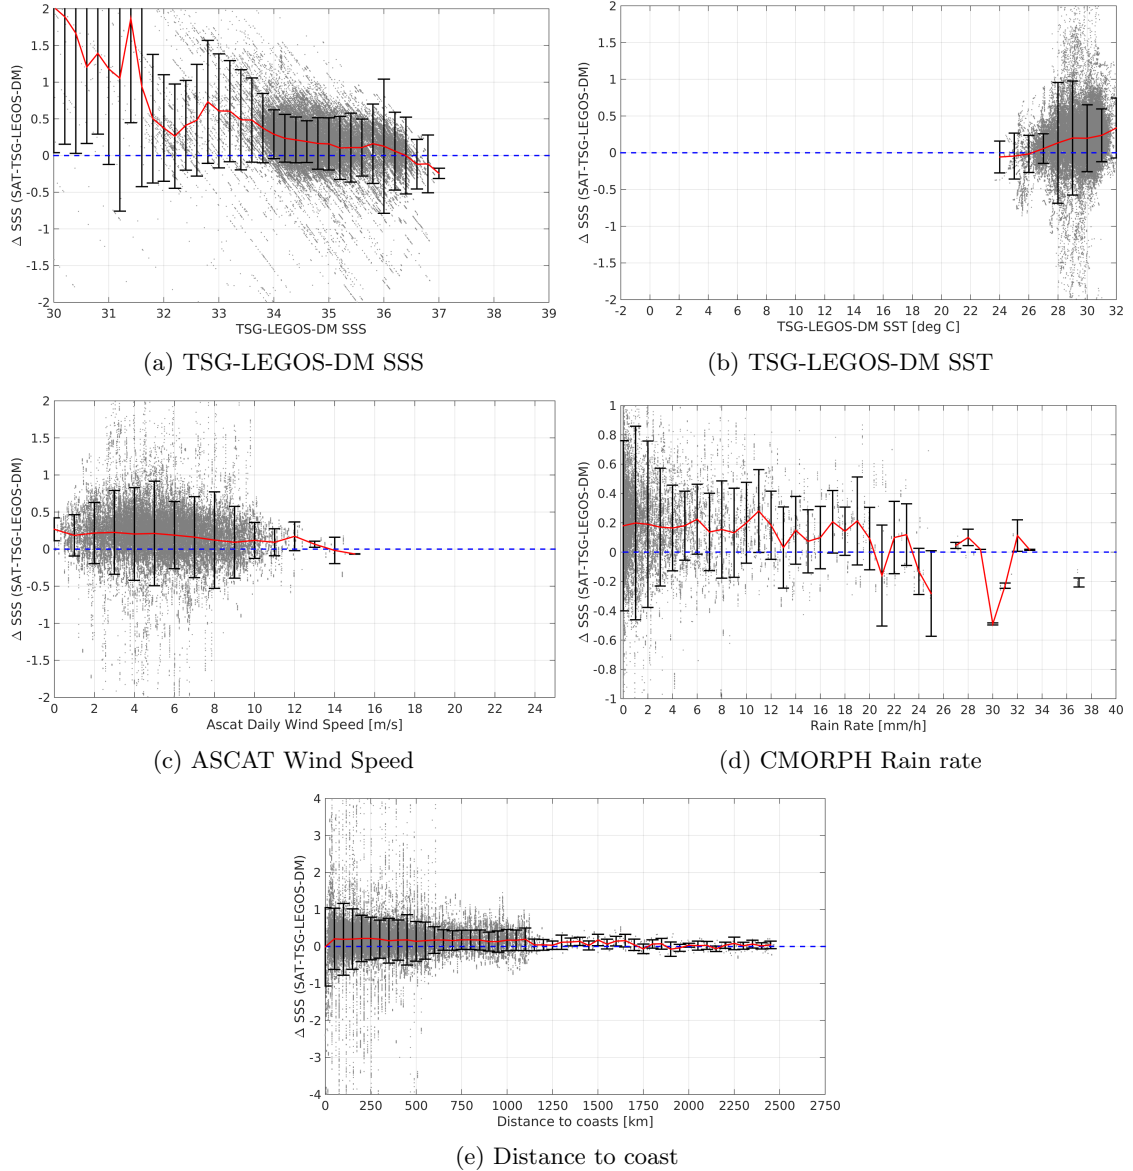 2
1.5
1
0.5
0
-0.5
-1
-1.5
-2
Δ SSS (SAT-TSG-LEGOS-DM)
30 31 32 33 34 35 36 37 38 39
TSG-LEGOS-DM SSS
(a) TSG-LEGOS-DM SSS
2
1.5
1
0.5
0
-0.5
-1
-1.5
-2
Δ SSS (SAT-TSG-LEGOS-DM)
-2 0 2 4 6 8 10 12 14 16 18 20 22 24 26 28 30 32
TSG-LEGOS-DM SST [deg C]
(b) TSG-LEGOS-DM SST
2
1.5
1
0.5
0
-0.5
-1
-1.5
-2
Δ SSS (SAT-TSG-LEGOS-DM)
0 2 4 6 8 10 12 14 16 18 20 22 24
Ascat Daily Wind Speed [m/s]
(c) ASCAT Wind Speed
1
0.8
0.6
0.4
0.2
0
-0.2
-0.4
-0.6
-0.8
-1
Δ SSS (SAT-TSG-LEGOS-DM)
0 2 4 6 8 10 12 14 16 18 20 22 24 26 28 30 32 34 36 38 40
Rain Rate [mm/h]
(d) CMORPH Rain rate
4
3
2
1
0
-1
-2
-3
-4
Δ SSS (SAT-TSG-LEGOS-DM)
0 250 500 750 1000 1250 1500 1750 2000 2250 2500 2750
Distance to coasts [km]
(e) Distance to coast